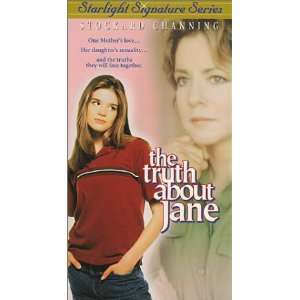 Starlight Signature Series
STOCKARD CHANNING
One Mother's love...
Her daughter's sexuality...
and the truths
they will face together.
the
truth
about
jane